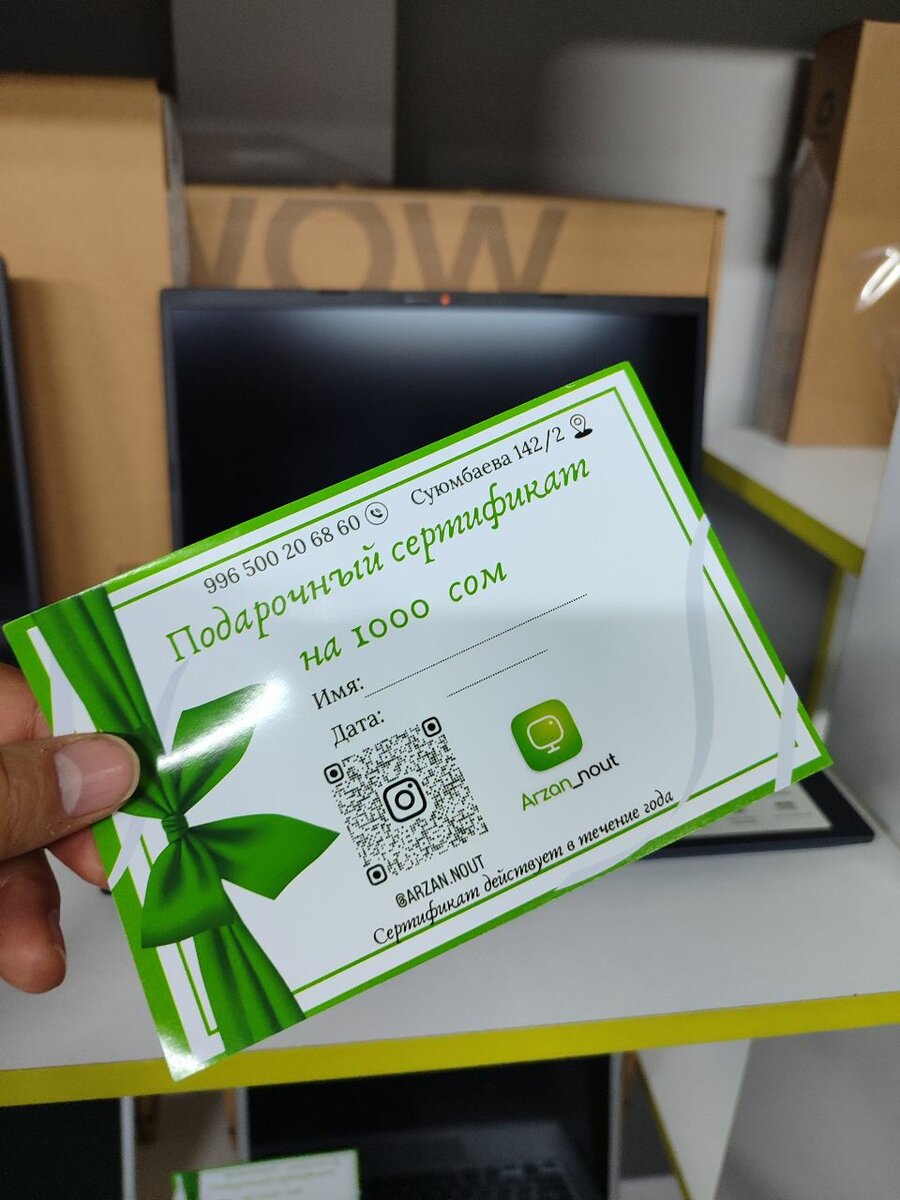 WOW
996 500 20 68 60
Суюмбаева 142/2
Подарочный сертификат
на 1000 сом
Имя:
Дата:
Arzan_nout
@ARZAN.NOUT
Сертификат действует в течение года